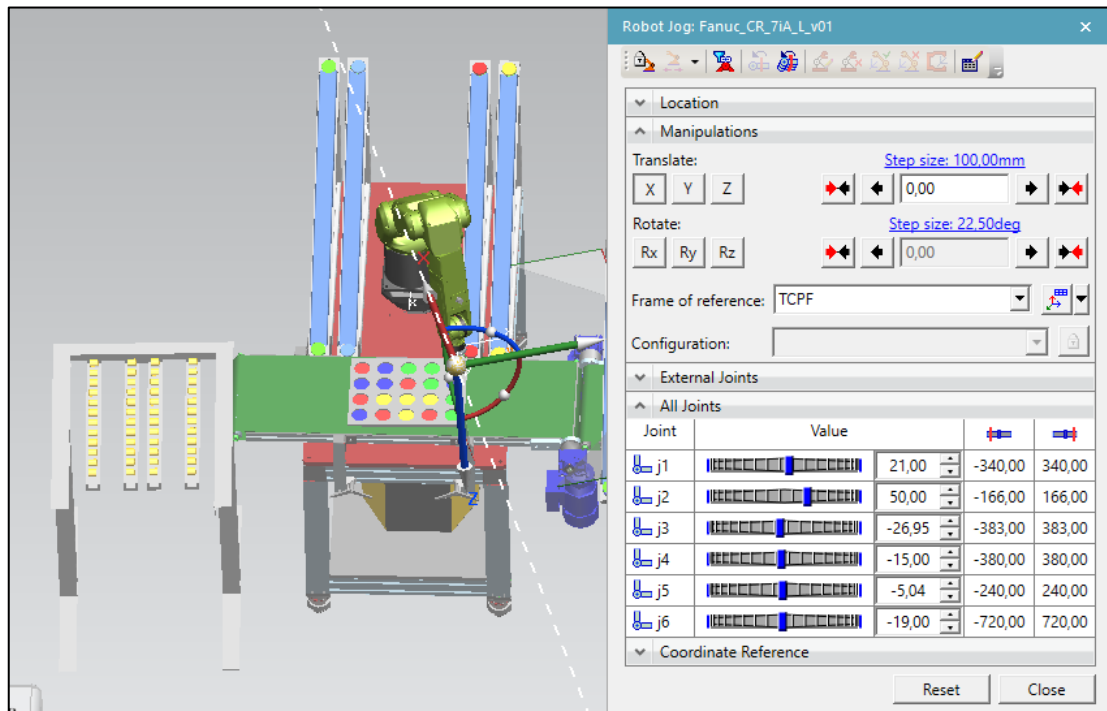 Robot Jog: Fanuc_CR_7iA_L_v01
Location
Manipulations
Translate: Step size: 100,00mm
X Y Z 0,00
Rotate: Step size: 22,50deg
Rx Ry Rz 0,00
Frame of reference: TCPF
Configuration:
External Joints
All Joints
Joint Value
j1 21,00 -340,00 340,00
j2 50,00 -166,00 166,00
j3 -26,95 -383,00 383,00
j4 -15,00 -380,00 380,00
j5 -5,04 -240,00 240,00
j6 -19,00 -720,00 720,00
Coordinate Reference
Reset Close
X
Z